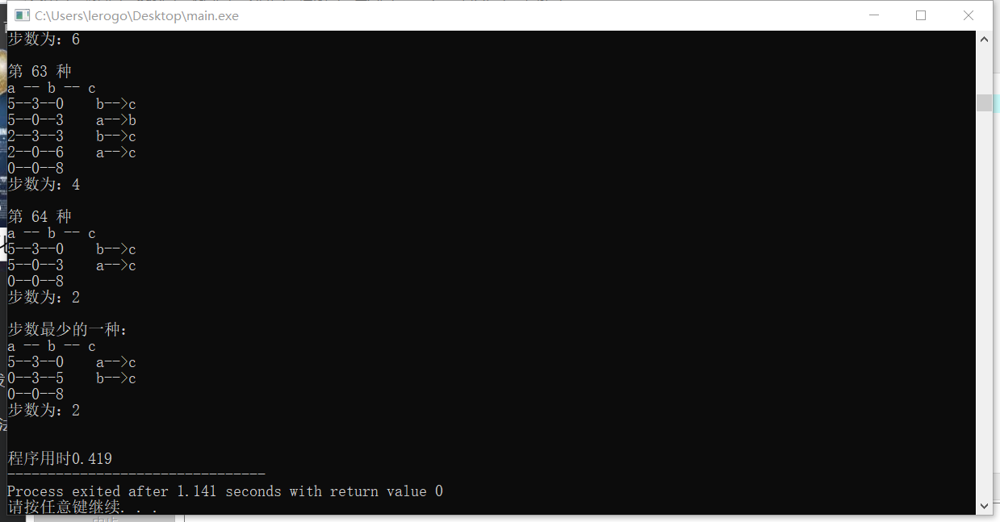 C:\Users\lerogo\Desktop\main.exe
步数为：6
第 63 种
a -- b -- c
5--3--0    b-->c
5--0--3    a-->b
2--3--3    b-->c
2--0--6    a-->c
0--0--8
步数为：4
第 64 种
a -- b -- c
5--3--0    b-->c
5--0--3    a-->c
0--0--8
步数为：2
步数最少的一种：
a -- b -- c
5--3--0    a-->c
0--3--5    b-->c
0--0--8
步数为：2
程序用时0.419
--------------------------------
Process exited after 1.141 seconds with return value 0
请按任意键继续. . .